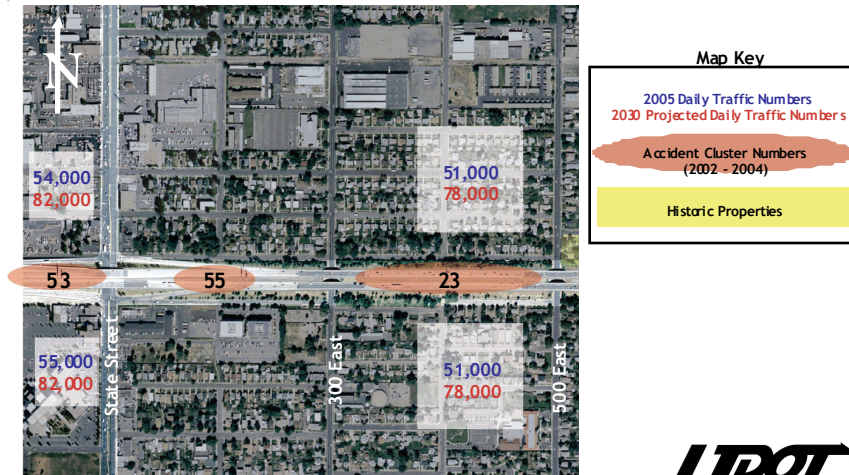 N
54,000
82,000
51,000
78,000
53
55
23
55,000
82,000
51,000
78,000
State Street
300 East
500 East
Map Key
2005 Daily Traffic Numbers
2030 Projected Daily Traffic Numbers
Accident Cluster Numbers
(2002 - 2004)
Historic Properties
UDOT